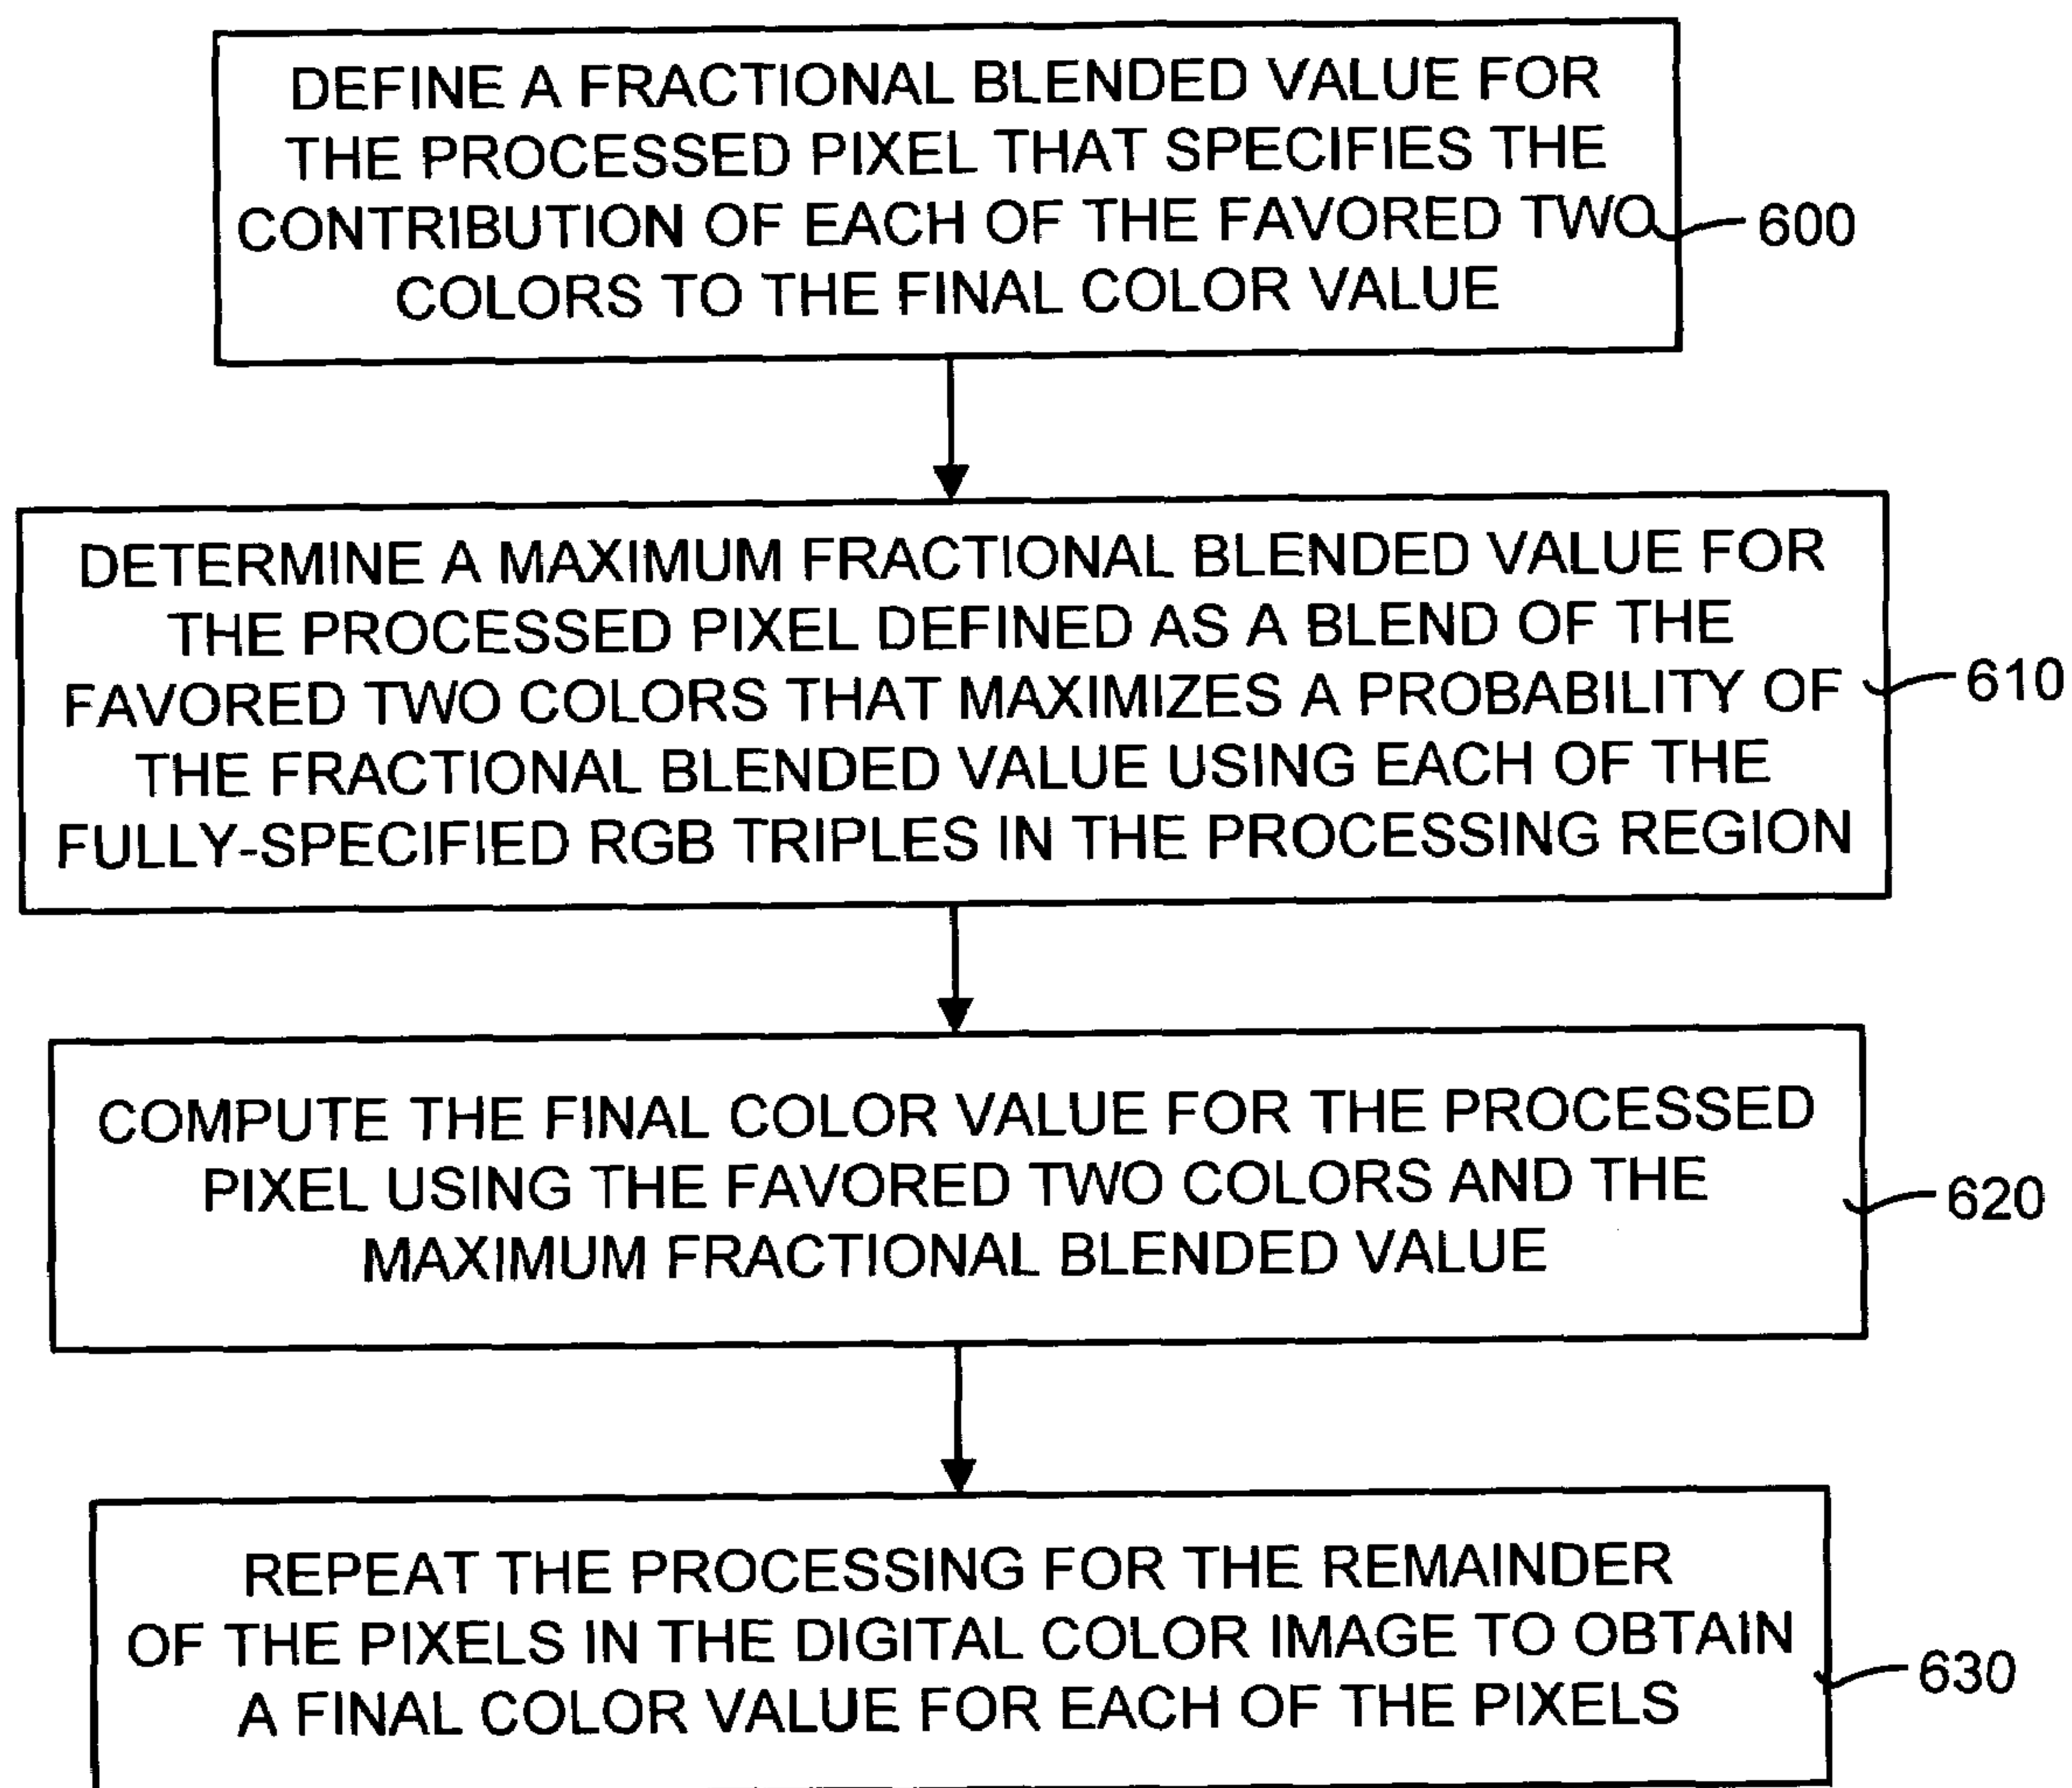 DEFINE A FRACTIONAL BLENDED VALUE FOR
THE PROCESSED PIXEL THAT SPECIFIES THE
CONTRIBUTION OF EACH OF THE FAVORED TWO
COLORS TO THE FINAL COLOR VALUE
600
DETERMINE A MAXIMUM FRACTIONAL BLENDED VALUE FOR
THE PROCESSED PIXEL DEFINED AS A BLEND OF THE
FAVORED TWO COLORS THAT MAXIMIZES A PROBABILITY OF
THE FRACTIONAL BLENDED VALUE USING EACH OF THE
FULLY-SPECIFIED RGB TRIPLES IN THE PROCESSING REGION
610
COMPUTE THE FINAL COLOR VALUE FOR THE PROCESSED
PIXEL USING THE FAVORED TWO COLORS AND THE
MAXIMUM FRACTIONAL BLENDED VALUE
620
REPEAT THE PROCESSING FOR THE REMAINDER
OF THE PIXELS IN THE DIGITAL COLOR IMAGE TO OBTAIN
A FINAL COLOR VALUE FOR EACH OF THE PIXELS
630